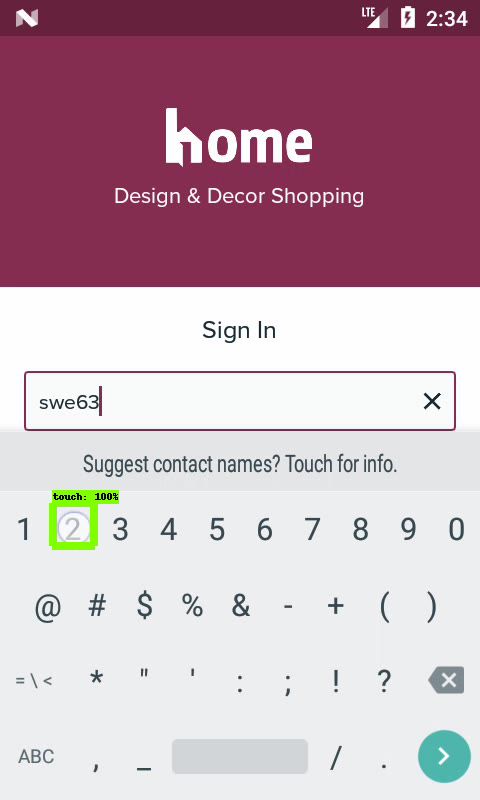 LTE 2:34
home
Design & Decor Shopping
Sign In
swe63
Suggest contact names? Touch for info.
touch: 100%
1 2 3 4 5 6 7 8 9 0
@ # $ % & - + ( )
= \ < * " ' : ; ! ?
ABC , _ / .